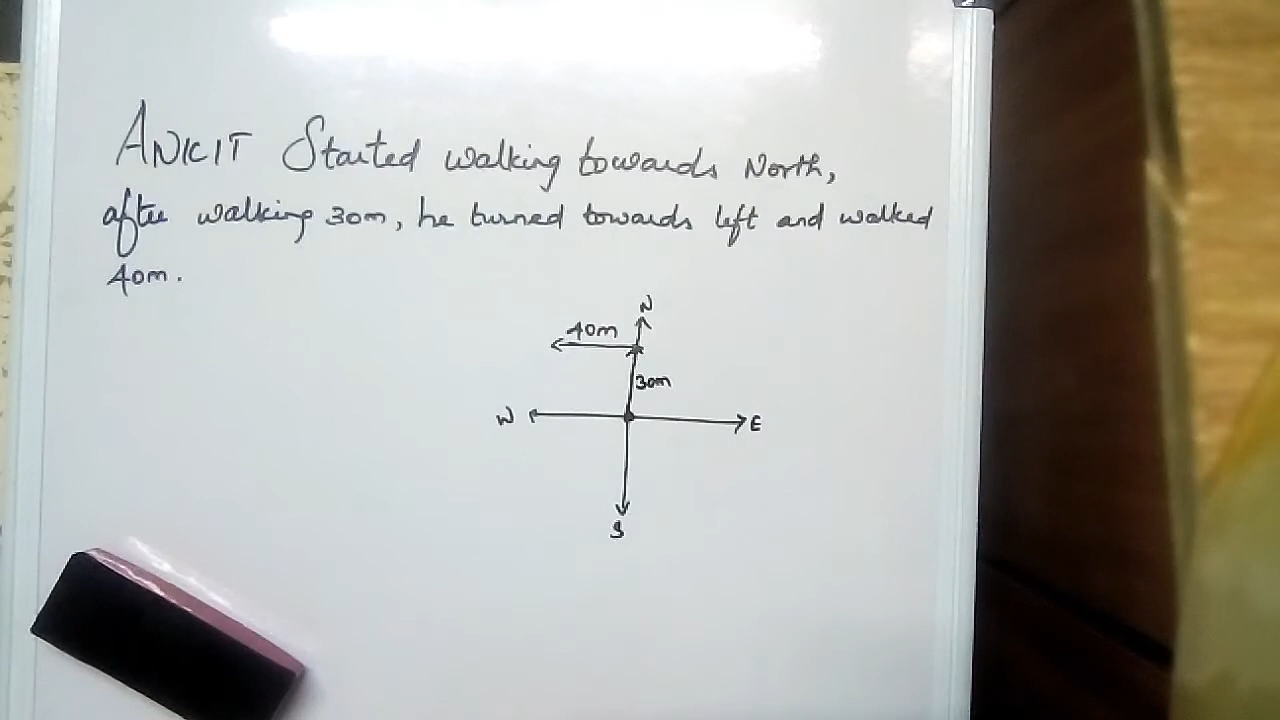 ANKIT Started walking towards North,
after walking 30m, he turned towards left and walked
40m.
N
40m
30m
W E
S